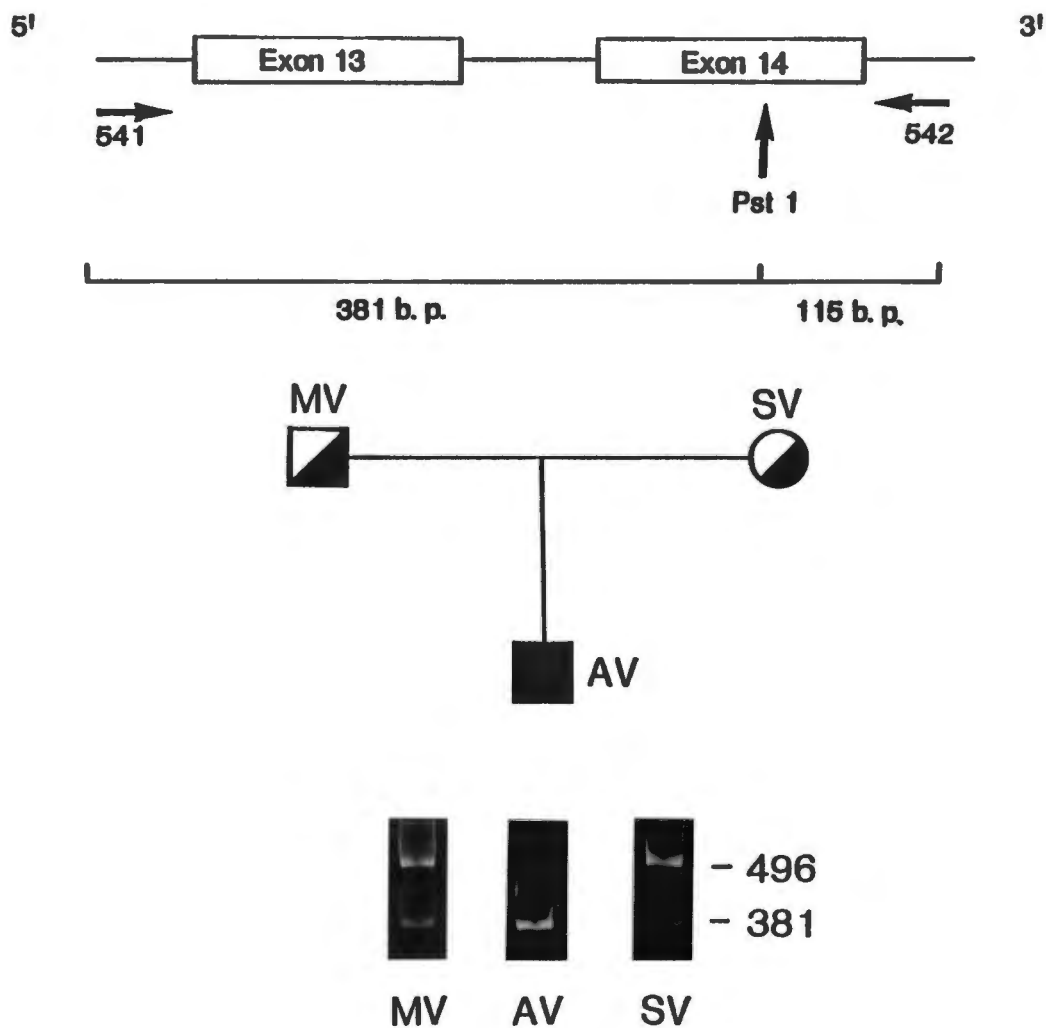 5' 3'
Exon 13 Exon 14
541 542
Pst 1
381 b. p. 115 b. p.
MV SV
AV
- 496
- 381
MV AV SV